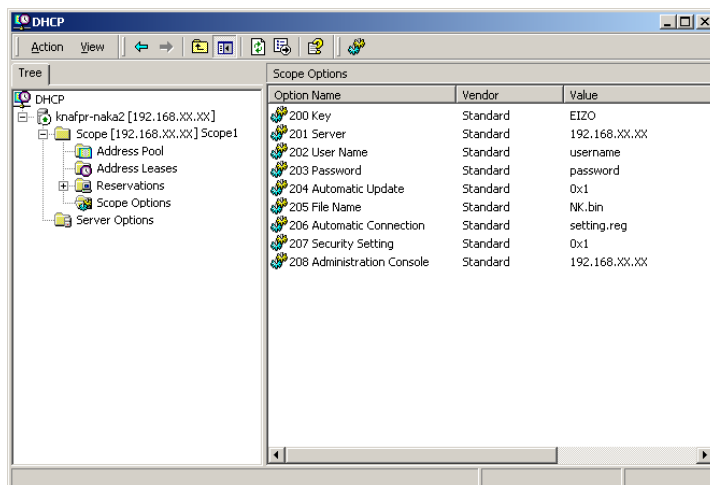 DHCP
Action View
Tree
Scope Options
DHCP
knafpr-naka2 [192.168.XX.XX]
Scope [192.168.XX.XX] Scope1
Address Pool
Address Leases
Reservations
Scope Options
Server Options
Option Name Vendor Value
200 Key Standard EIZO
201 Server Standard 192.168.XX.XX
202 User Name Standard username
203 Password Standard password
204 Automatic Update Standard 0x1
205 File Name Standard NK.bin
206 Automatic Connection Standard setting.reg
207 Security Setting Standard 0x1
208 Administration Console Standard 192.168.XX.XX